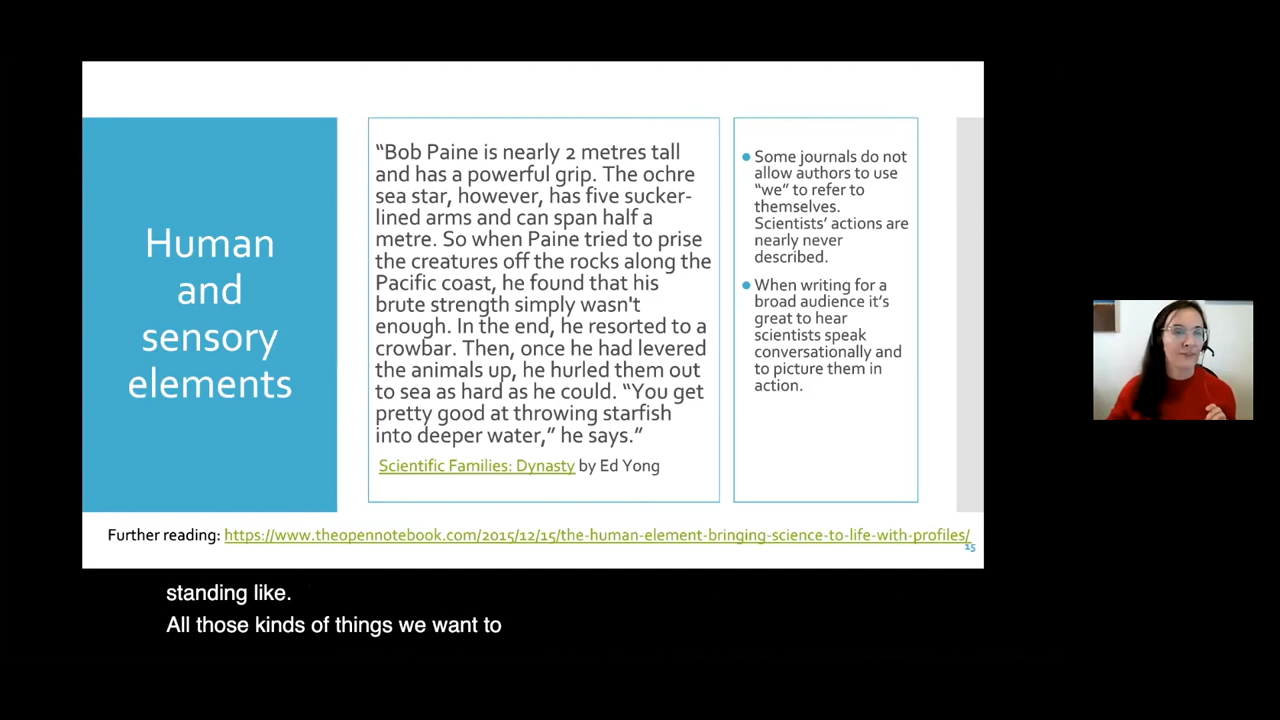 Human
and
sensory
elements
“Bob Paine is nearly 2 metres tall
and has a powerful grip. The ochre
sea star, however, has five sucker-
lined arms and can span half a
metre. So when Paine tried to prise
the creatures off the rocks along the
Pacific coast, he found that his
brute strength simply wasn't
enough. In the end, he resorted to a
crowbar. Then, once he had levered
the animals up, he hurled them out
to sea as hard as he could. “You get
pretty good at throwing starfish
into deeper water,” he says.”
Scientific Families: Dynasty by Ed Yong
Some journals do not
allow authors to use
“we” to refer to
themselves.
Scientists’ actions are
nearly never
described.
When writing for a
broad audience it’s
great to hear
scientists speak
conversationally and
to picture them in
action.
Further reading: https://www.theopennotebook.com/2015/12/15/the-human-element-bringing-science-to-life-with-profiles/
15
standing like.
All those kinds of things we want to